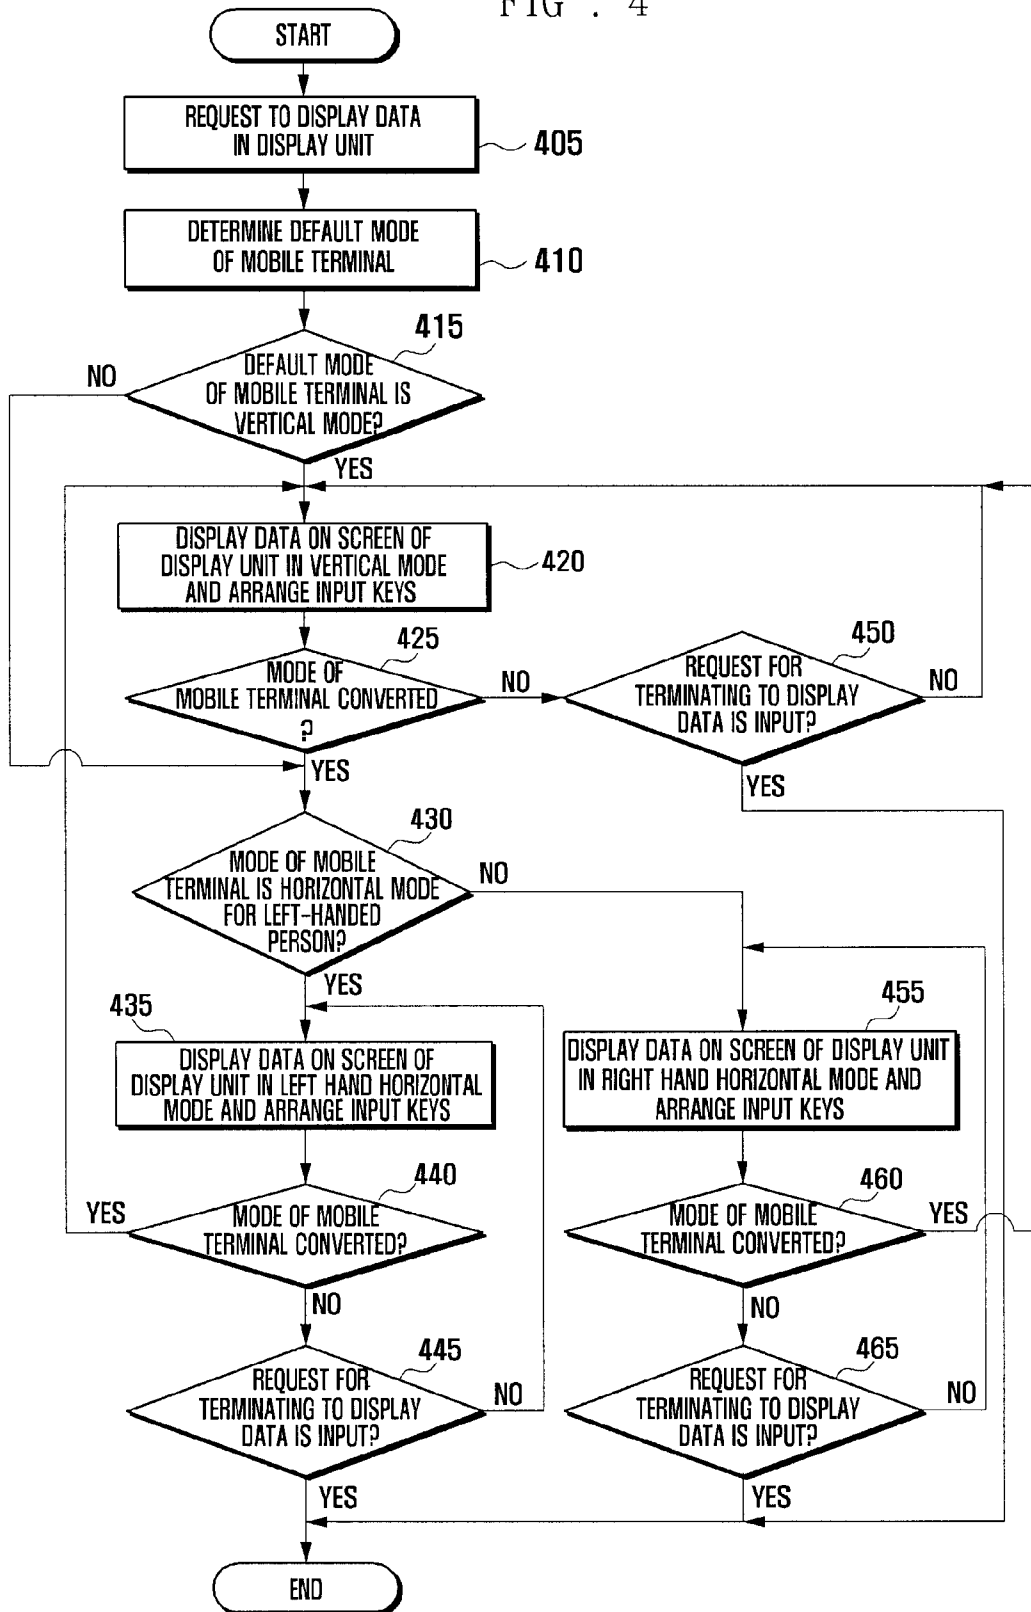 FIG . 4
START
REQUEST TO DISPLAY DATA
IN DISPLAY UNIT
405
DETERMINE DEFAULT MODE
OF MOBILE TERMINAL
410
415
NO
DEFAULT MODE
OF MOBILE TERMINAL IS
VERTICAL MODE?
YES
DISPLAY DATA ON SCREEN OF
DISPLAY UNIT IN VERTICAL MODE
AND ARRANGE INPUT KEYS
420
425
MODE OF
MOBILE TERMINAL CONVERTED
?
NO
YES
450
REQUEST FOR
TERMINATING TO DISPLAY
DATA IS INPUT?
NO
YES
430
MODE OF MOBILE
TERMINAL IS HORIZONTAL MODE
FOR LEFT-HANDED
PERSON?
NO
YES
435
DISPLAY DATA ON SCREEN OF
DISPLAY UNIT IN LEFT HAND HORIZONTAL
MODE AND ARRANGE INPUT KEYS
455
DISPLAY DATA ON SCREEN OF DISPLAY UNIT
IN RIGHT HAND HORIZONTAL MODE AND
ARRANGE INPUT KEYS
440
YES
MODE OF MOBILE
TERMINAL CONVERTED?
NO
460
MODE OF MOBILE
TERMINAL CONVERTED?
YES
NO
445
REQUEST FOR
TERMINATING TO DISPLAY
DATA IS INPUT?
NO
YES
465
REQUEST FOR
TERMINATING TO DISPLAY
DATA IS INPUT?
NO
YES
END